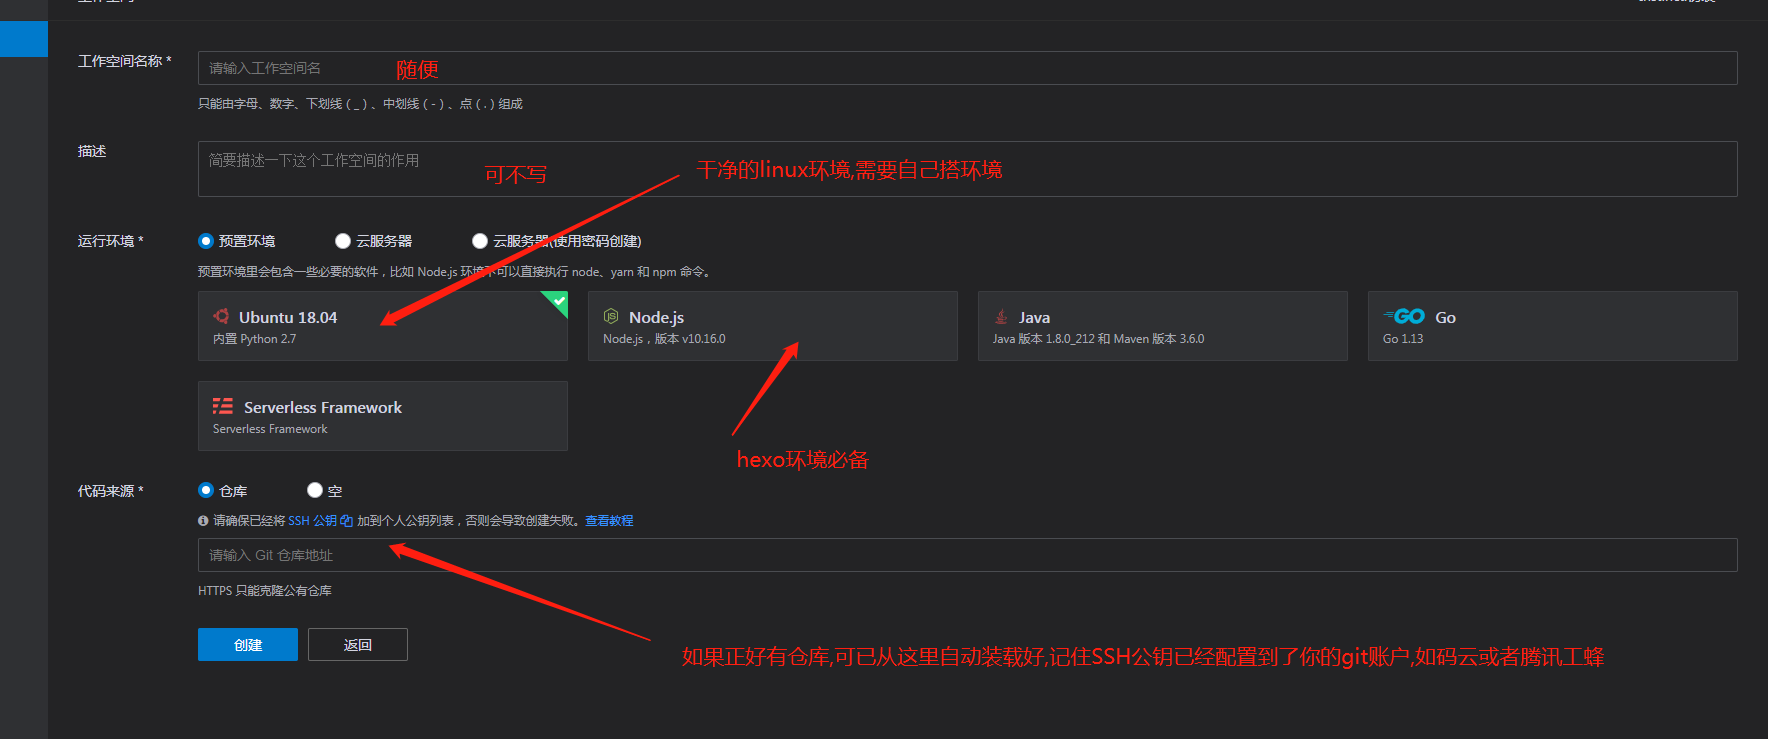 工作空间名称 *
请输入工作空间名
随便
只能由字母、数字、下划线 ( _ ) 、中划线 ( - ) 、点 ( . ) 组成
描述
简要描述一下这个工作空间的作用
可不写
干净的linux环境,需要自己搭环境
运行环境 *
预置环境
云服务器
云服务器(使用密码创建)
预置环境里会包含一些必要的软件，比如 Node.js 环境下可以直接执行 node、yarn 和 npm 命令。
Ubuntu 18.04
内置 Python 2.7
Node.js
Node.js，版本 v10.16.0
Java
Java 版本 1.8.0_212 和 Maven 版本 3.6.0
GO Go
Go 1.13
Serverless Framework
Serverless Framework
hexo环境必备
代码来源 *
仓库
空
请确保已经将 SSH 公钥 加到个人公钥列表，否则会导致创建失败。查看教程
请输入 Git 仓库地址
HTTPS 只能克隆公有仓库
创建
返回
如果正好有仓库,可已从这里自动装载好,记住SSH公钥已经配置到了你的git账户,如码云或者腾讯工蜂